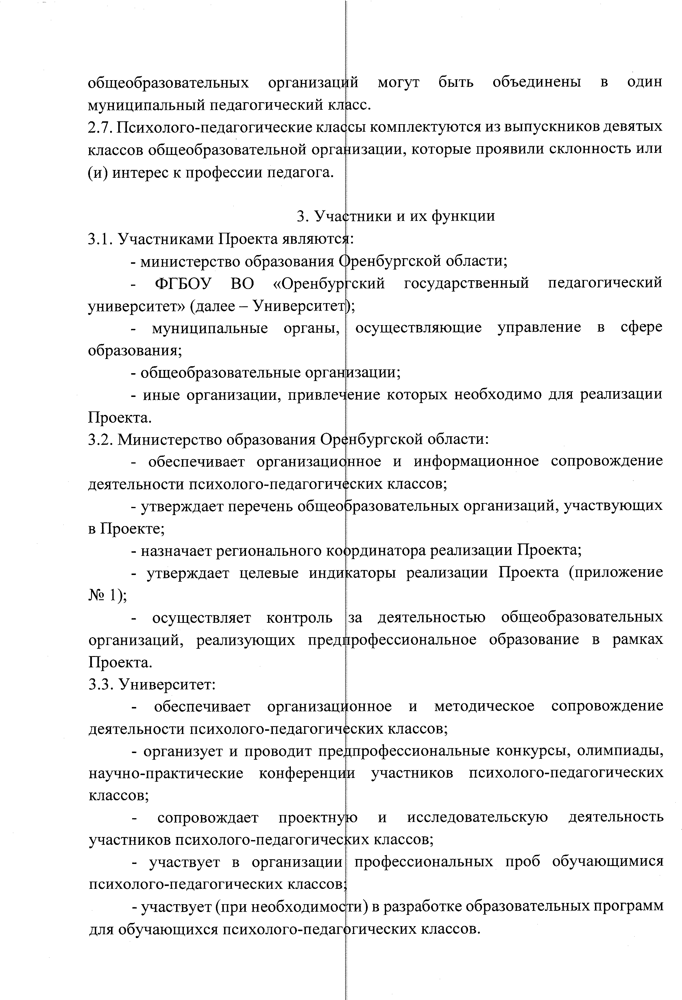 общеобразовательных организаций могут быть объединены в один
муниципальный педагогический класс.
2.7. Психолого-педагогические классы комплектуются из выпускников девятых
классов общеобразовательной организации, которые проявили склонность или
(и) интерес к профессии педагога.
3. Участники и их функции
3.1. Участниками Проекта являются:
- министерство образования Оренбургской области;
- ФГБОУ ВО «Оренбургский государственный педагогический
университет» (далее – Университет);
- муниципальные органы, осуществляющие управление в сфере
образования;
- общеобразовательные организации;
- иные организации, привлечение которых необходимо для реализации
Проекта.
3.2. Министерство образования Оренбургской области:
- обеспечивает организационное и информационное сопровождение
деятельности психолого-педагогических классов;
- утверждает перечень общеобразовательных организаций, участвующих
в Проекте;
- назначает регионального координатора реализации Проекта;
- утверждает целевые индикаторы реализации Проекта (приложение
№ 1);
- осуществляет контроль за деятельностью общеобразовательных
организаций, реализующих предпрофессиональное образование в рамках
Проекта.
3.3. Университет:
- обеспечивает организационное и методическое сопровождение
деятельности психолого-педагогических классов;
- организует и проводит предпрофессиональные конкурсы, олимпиады,
научно-практические конференции участников психолого-педагогических
классов;
- сопровождает проектную и исследовательскую деятельность
участников психолого-педагогических классов;
- участвует в организации профессиональных проб обучающимися
психолого-педагогических классов;
- участвует (при необходимости) в разработке образовательных программ
для обучающихся психолого-педагогических классов.